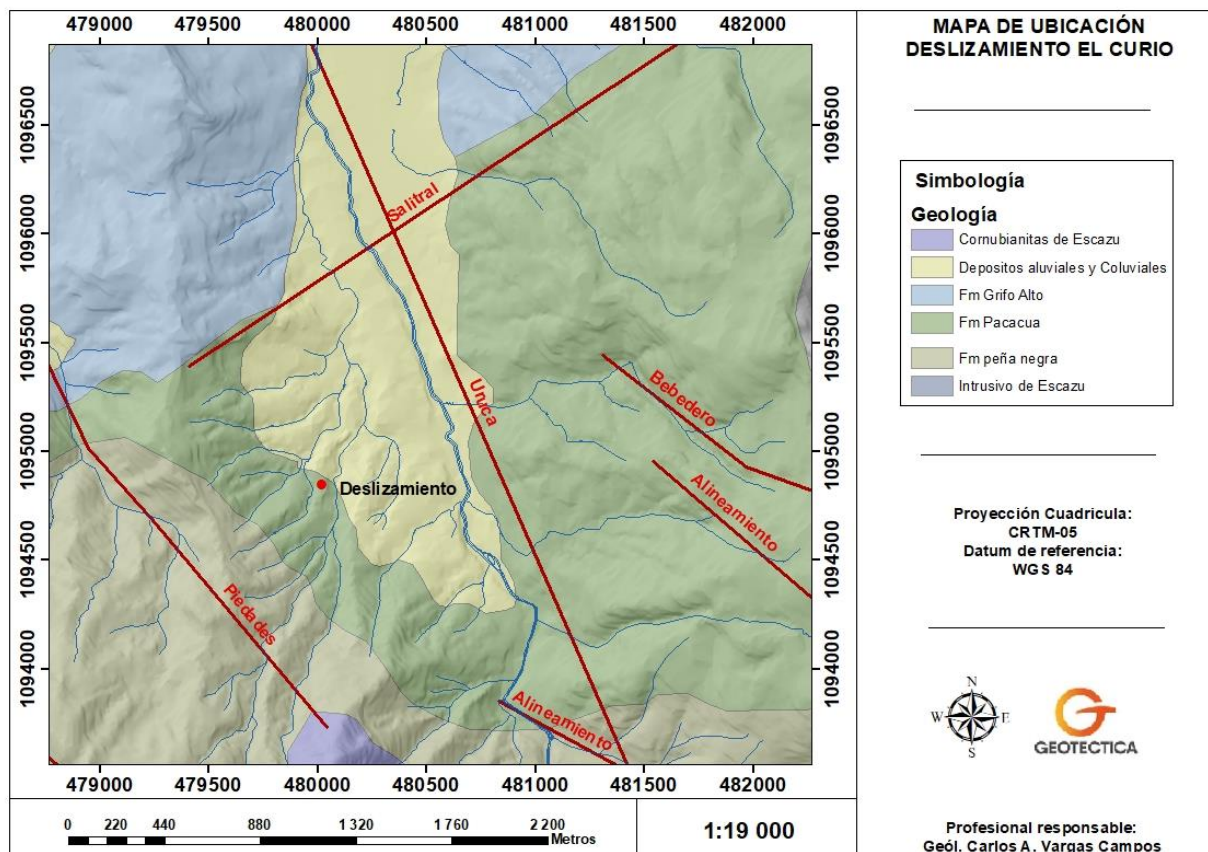 479000 479500 480000 480500 481000 481500 482000
MAPA DE UBICACIÓN
DESLIZAMIENTO EL CURIO
1096500
1096500
1096000
1096000
1095500
1095500
1095000
1095000
1094500
1094500
1094000
1094000
Salitral
Uruca
Bebedero
Alineamiento
Deslizamiento
Piedades
Alineamiento
479000 479500 480000 480500 481000 481500 482000
Simbología
Geología
Cornubianitas de Escazu
Depositos aluviales y Coluviales
Fm Grifo Alto
Fm Pacacua
Fm peña negra
Intrusivo de Escazu
Proyección Cuadricula:
CRTM-05
Datum de referencia:
WGS 84
N
W E
S
GEOTECTICA
0 220 440 880 1 320 1 760 2 200
Metros
1:19 000
Profesional responsable:
Geól. Carlos A. Vargas Campos